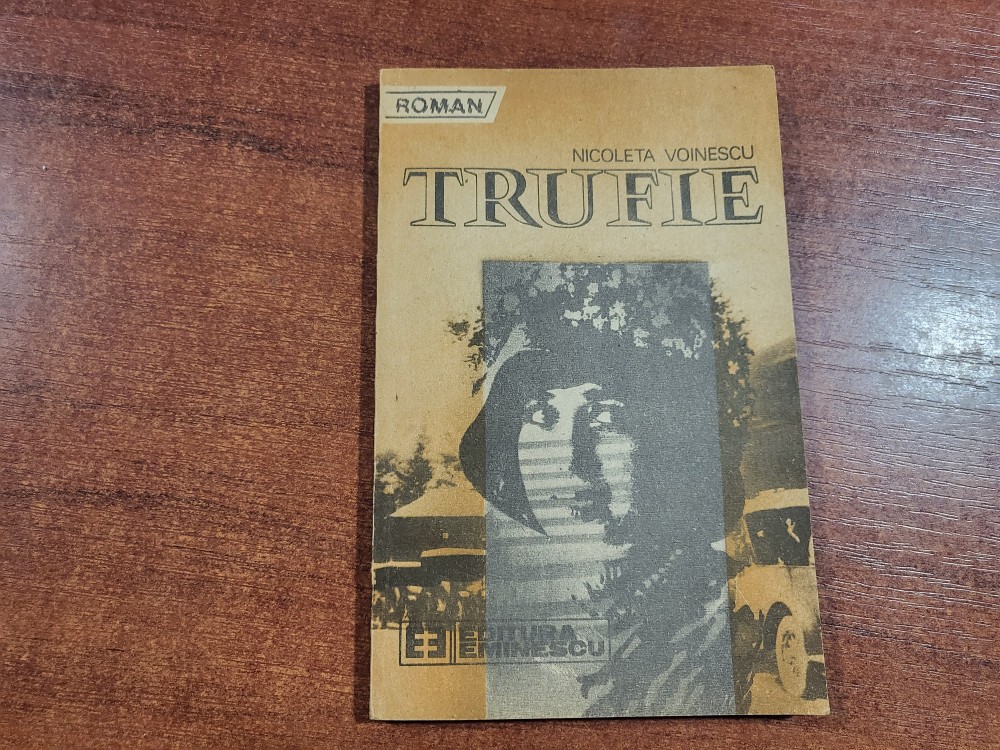 ROMAN
NICOLETA VOINESCU
TRUFIE
EDITURA
EMINESCU